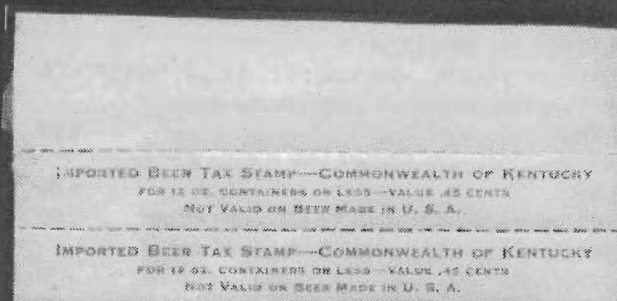 IMPORTED BEER TAX STAMP—COMMONWEALTH OF KENTUCKY
FOR 12 OZ. CONTAINERS OR LESS—VALUE .45 CENTS
NOT VALID ON BEER MADE IN U. S. A.
IMPORTED BEER TAX STAMP—COMMONWEALTH OF KENTUCKY
FOR 12 OZ. CONTAINERS OR LESS—VALUE .45 CENTS
NOT VALID ON BEER MADE IN U. S. A.